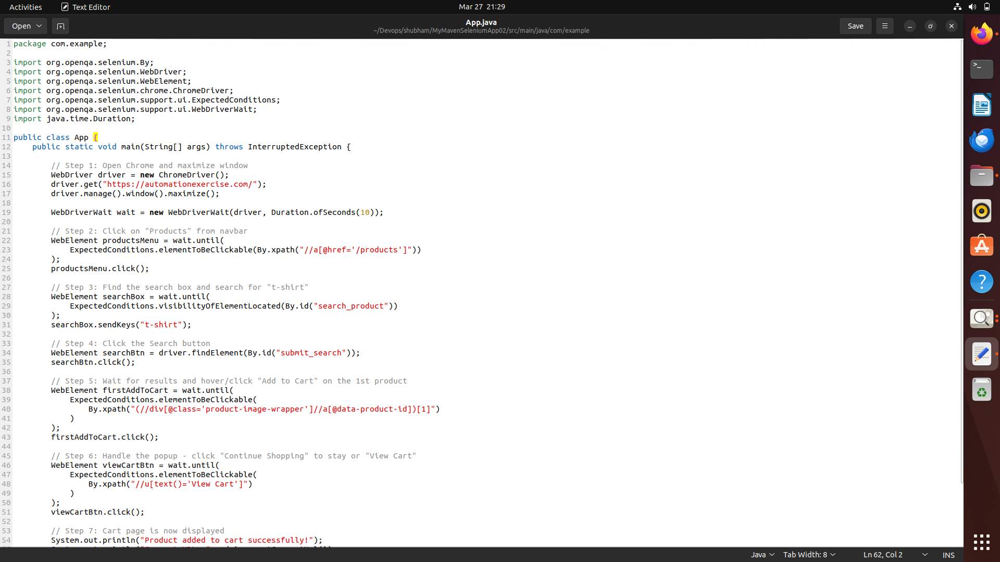 Activities
Text Editor
Mar 27 21:29
Open
App.java
~/Devops/shubham/MyMavenSeleniumApp02/src/main/java/com/example
Save
1 package com.example;
2
3 import org.openqa.selenium.By;
4 import org.openqa.selenium.WebDriver;
5 import org.openqa.selenium.WebElement;
6 import org.openqa.selenium.chrome.ChromeDriver;
7 import org.openqa.selenium.support.ui.ExpectedConditions;
8 import org.openqa.selenium.support.ui.WebDriverWait;
9 import java.time.Duration;
10
11 public class App {
12     public static void main(String[] args) throws InterruptedException {
13
14         // Step 1: Open Chrome and maximize window
15         WebDriver driver = new ChromeDriver();
16         driver.get("https://automationexercise.com/");
17         driver.manage().window().maximize();
18
19         WebDriverWait wait = new WebDriverWait(driver, Duration.ofSeconds(10));
20
21         // Step 2: Click on "Products" from navbar
22         WebElement productsMenu = wait.until(
23             ExpectedConditions.elementToBeClickable(By.xpath("//a[@href='/products']"))
24         );
25         productsMenu.click();
26
27         // Step 3: Find the search box and search for "t-shirt"
28         WebElement searchBox = wait.until(
29             ExpectedConditions.visibilityOfElementLocated(By.id("search_product"))
30         );
31         searchBox.sendKeys("t-shirt");
32
33         // Step 4: Click the Search button
34         WebElement searchBtn = driver.findElement(By.id("submit_search"));
35         searchBtn.click();
36
37         // Step 5: Wait for results and hover/click "Add to Cart" on the 1st product
38         WebElement firstAddToCart = wait.until(
39             ExpectedConditions.elementToBeClickable(
40                 By.xpath("(//div[@class='product-image-wrapper']//a[@data-product-id])[1]")
41             )
42         );
43         firstAddToCart.click();
44
45         // Step 6: Handle the popup - click "Continue Shopping" to stay or "View Cart"
46         WebElement viewCartBtn = wait.until(
47             ExpectedConditions.elementToBeClickable(
48                 By.xpath("//u[text()='View Cart']")
49             )
50         );
51         viewCartBtn.click();
52
53         // Step 7: Cart page is now displayed
54         System.out.println("Product added to cart successfully!");
Java
Tab Width: 8
Ln 62, Col 2
INS